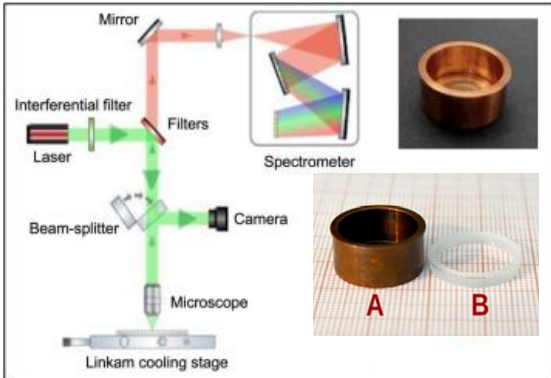 Mirror
Interferential filter
Laser
Filters
Spectrometer
Beam-splitter
Camera
Microscope
Linkam cooling stage
A
B